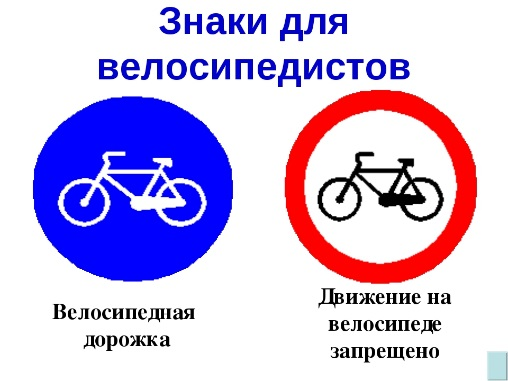 Знаки для
велосипедистов
Велосипедная
дорожка
Движение на
велосипеде
запрещено